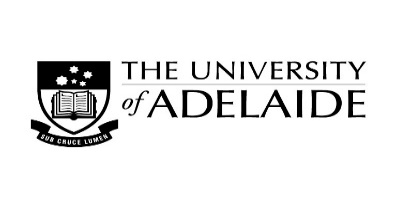 THE UNIVERSITY
of ADELAIDE
SUB CRUCE LUMEN